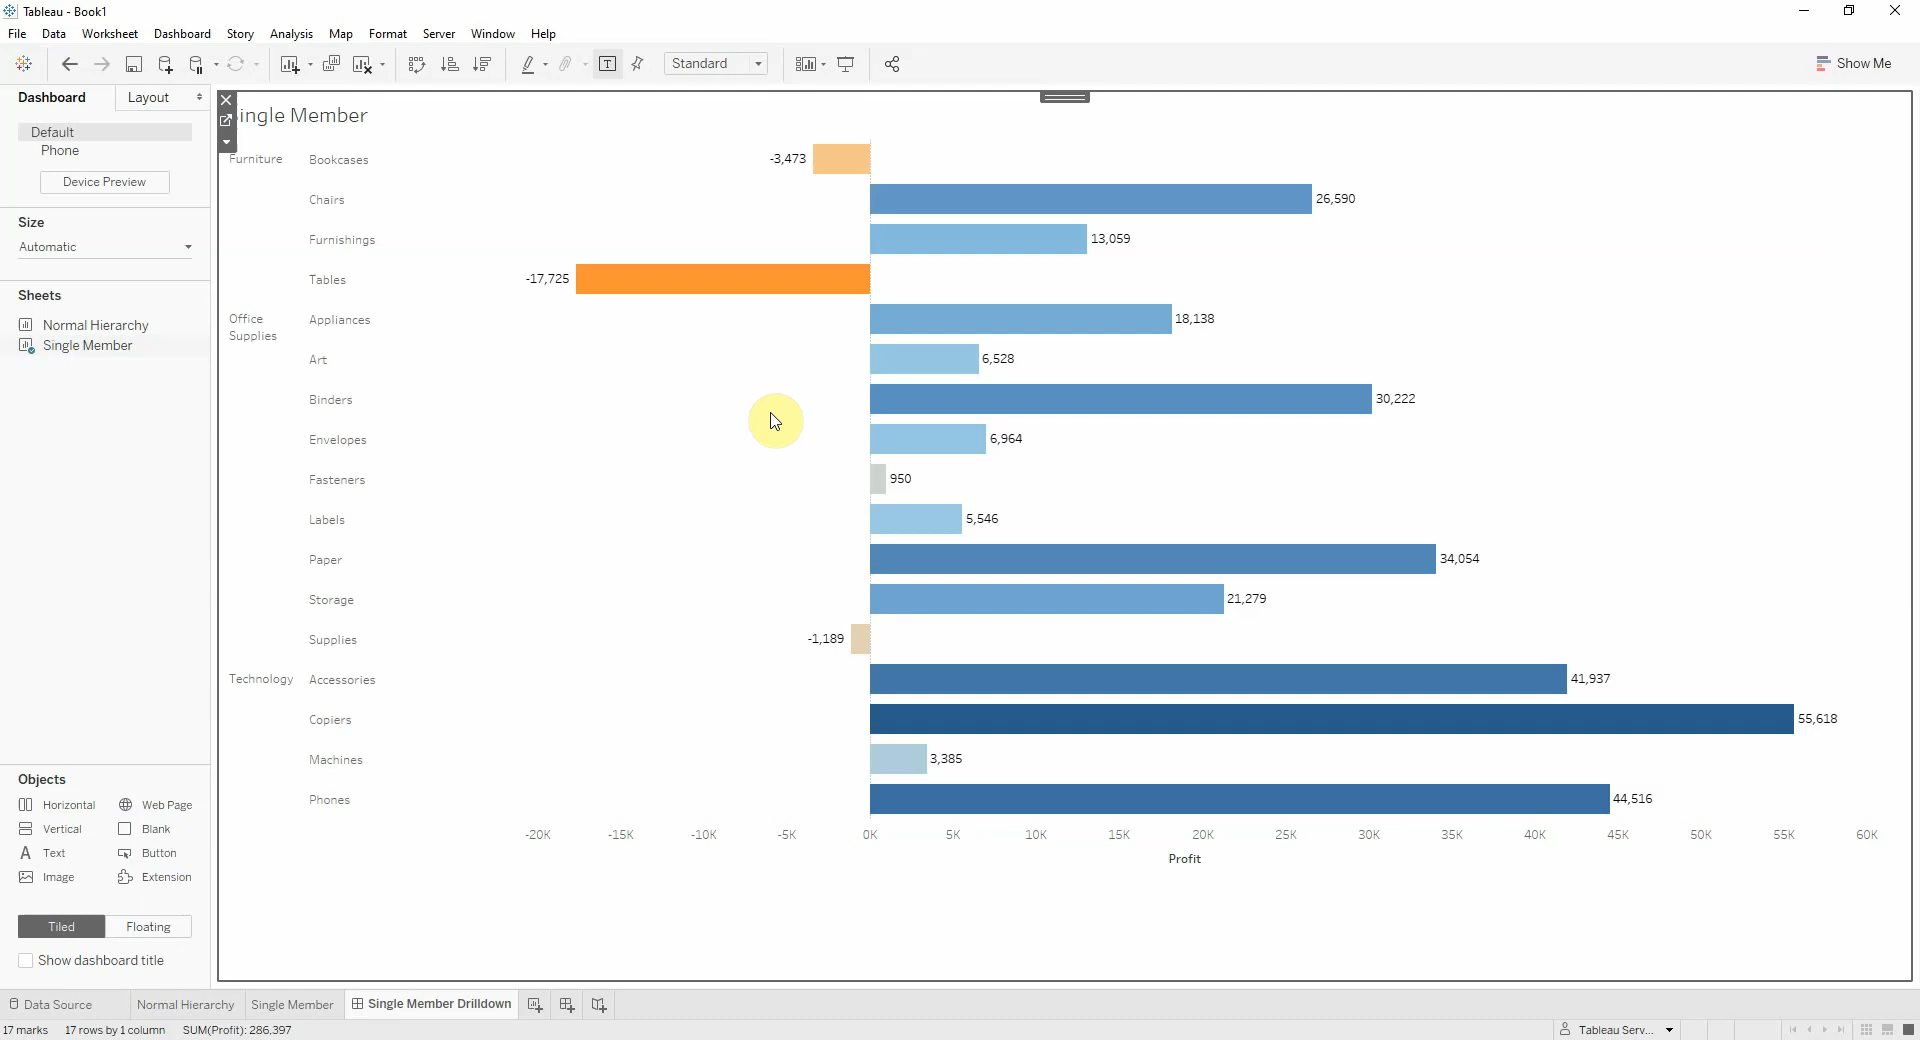 Tableau - Book1
File Data Worksheet Dashboard Story Analysis Map Format Server Window Help
Standard
Show Me
Dashboard Layout
Default
Phone
Device Preview
Size
Automatic
Sheets
Normal Hierarchy
Single Member
Objects
Horizontal Web Page
Vertical Blank
Text Button
Image Extension
Tiled Floating
Show dashboard title
ingle Member
Furniture Bookcases -3,473
Chairs 26,590
Furnishings 13,059
Tables -17,725
Office Supplies Appliances 18,138
Art 6,528
Binders 30,222
Envelopes 6,964
Fasteners 950
Labels 5,546
Paper 34,054
Storage 21,279
Supplies -1,189
Technology Accessories 41,937
Copiers 55,618
Machines 3,385
Phones 44,516
-20K -15K -10K -5K 0K 5K 10K 15K 20K 25K 30K 35K 40K 45K 50K 55K 60K
Profit
Data Source Normal Hierarchy Single Member Single Member Drilldown
17 marks 17 rows by 1 column SUM(Profit): 286,397
Tableau Serv...